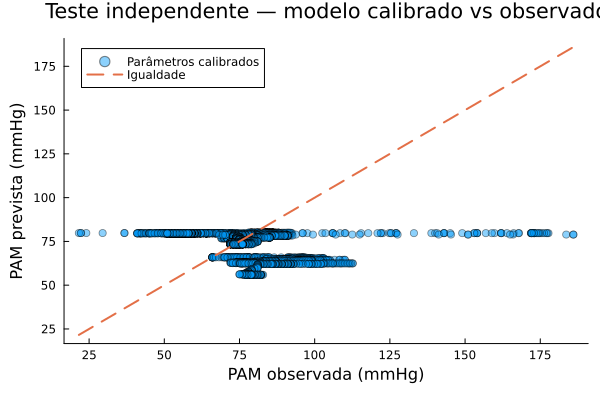 Teste independente — modelo calibrado vs observado
Parâmetros calibrados
Igualdade
175
150
125
100
75
50
25
PAM prevista (mmHg)
25
50
75
100
125
150
175
PAM observada (mmHg)